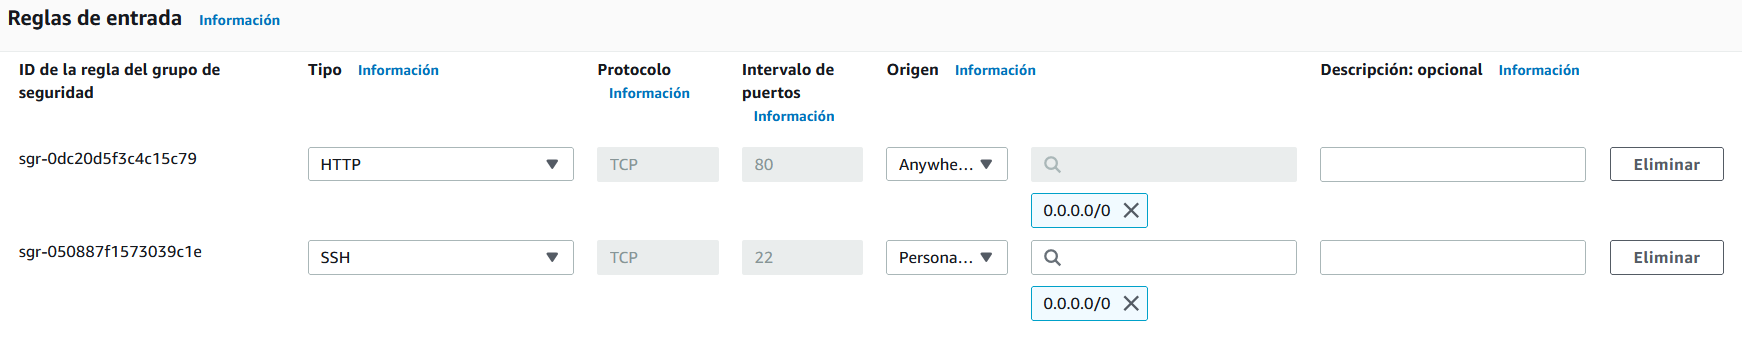 Reglas de entrada Información
ID de la regla del grupo de seguridad
Tipo Información
Protocolo Información
Intervalo de puertos Información
Origen Información
Descripción: opcional Información
sgr-0dc20d5f3c4c15c79 HTTP TCP 80 Anywhe... Eliminar
0.0.0.0/0
sgr-050887f1573039c1e SSH TCP 22 Persona... Eliminar
0.0.0.0/0